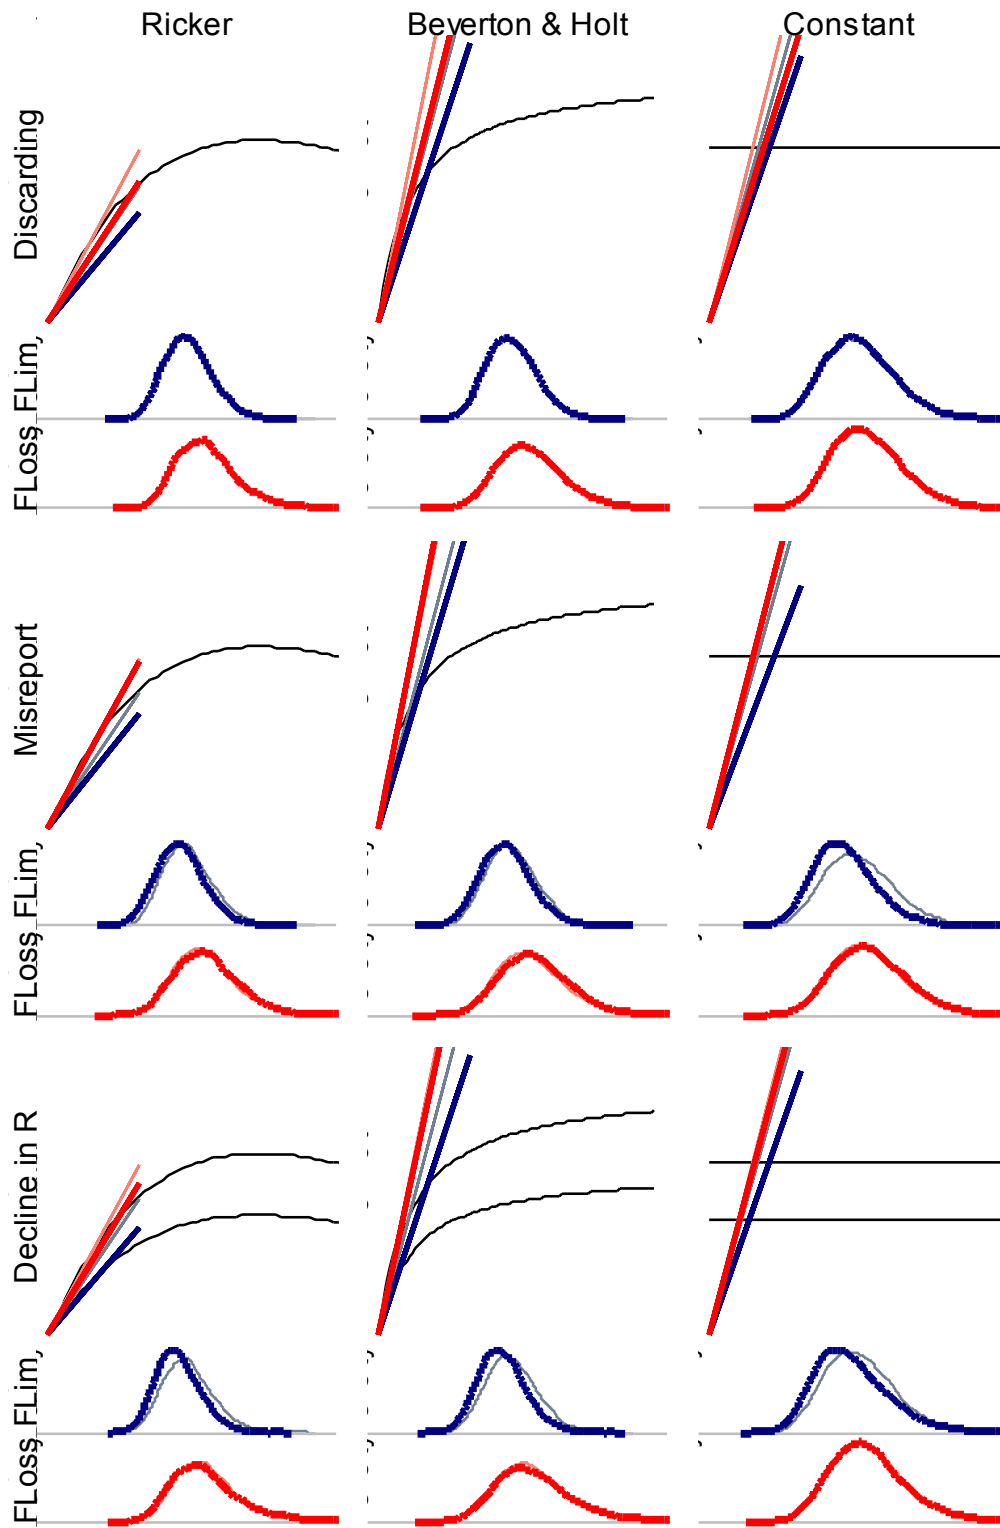 Ricker
Beverton & Holt
Constant
Discarding
FLim,
FLoss,
Misreport
FLim,
FLoss,
Decline in R
FLim,
FLoss,